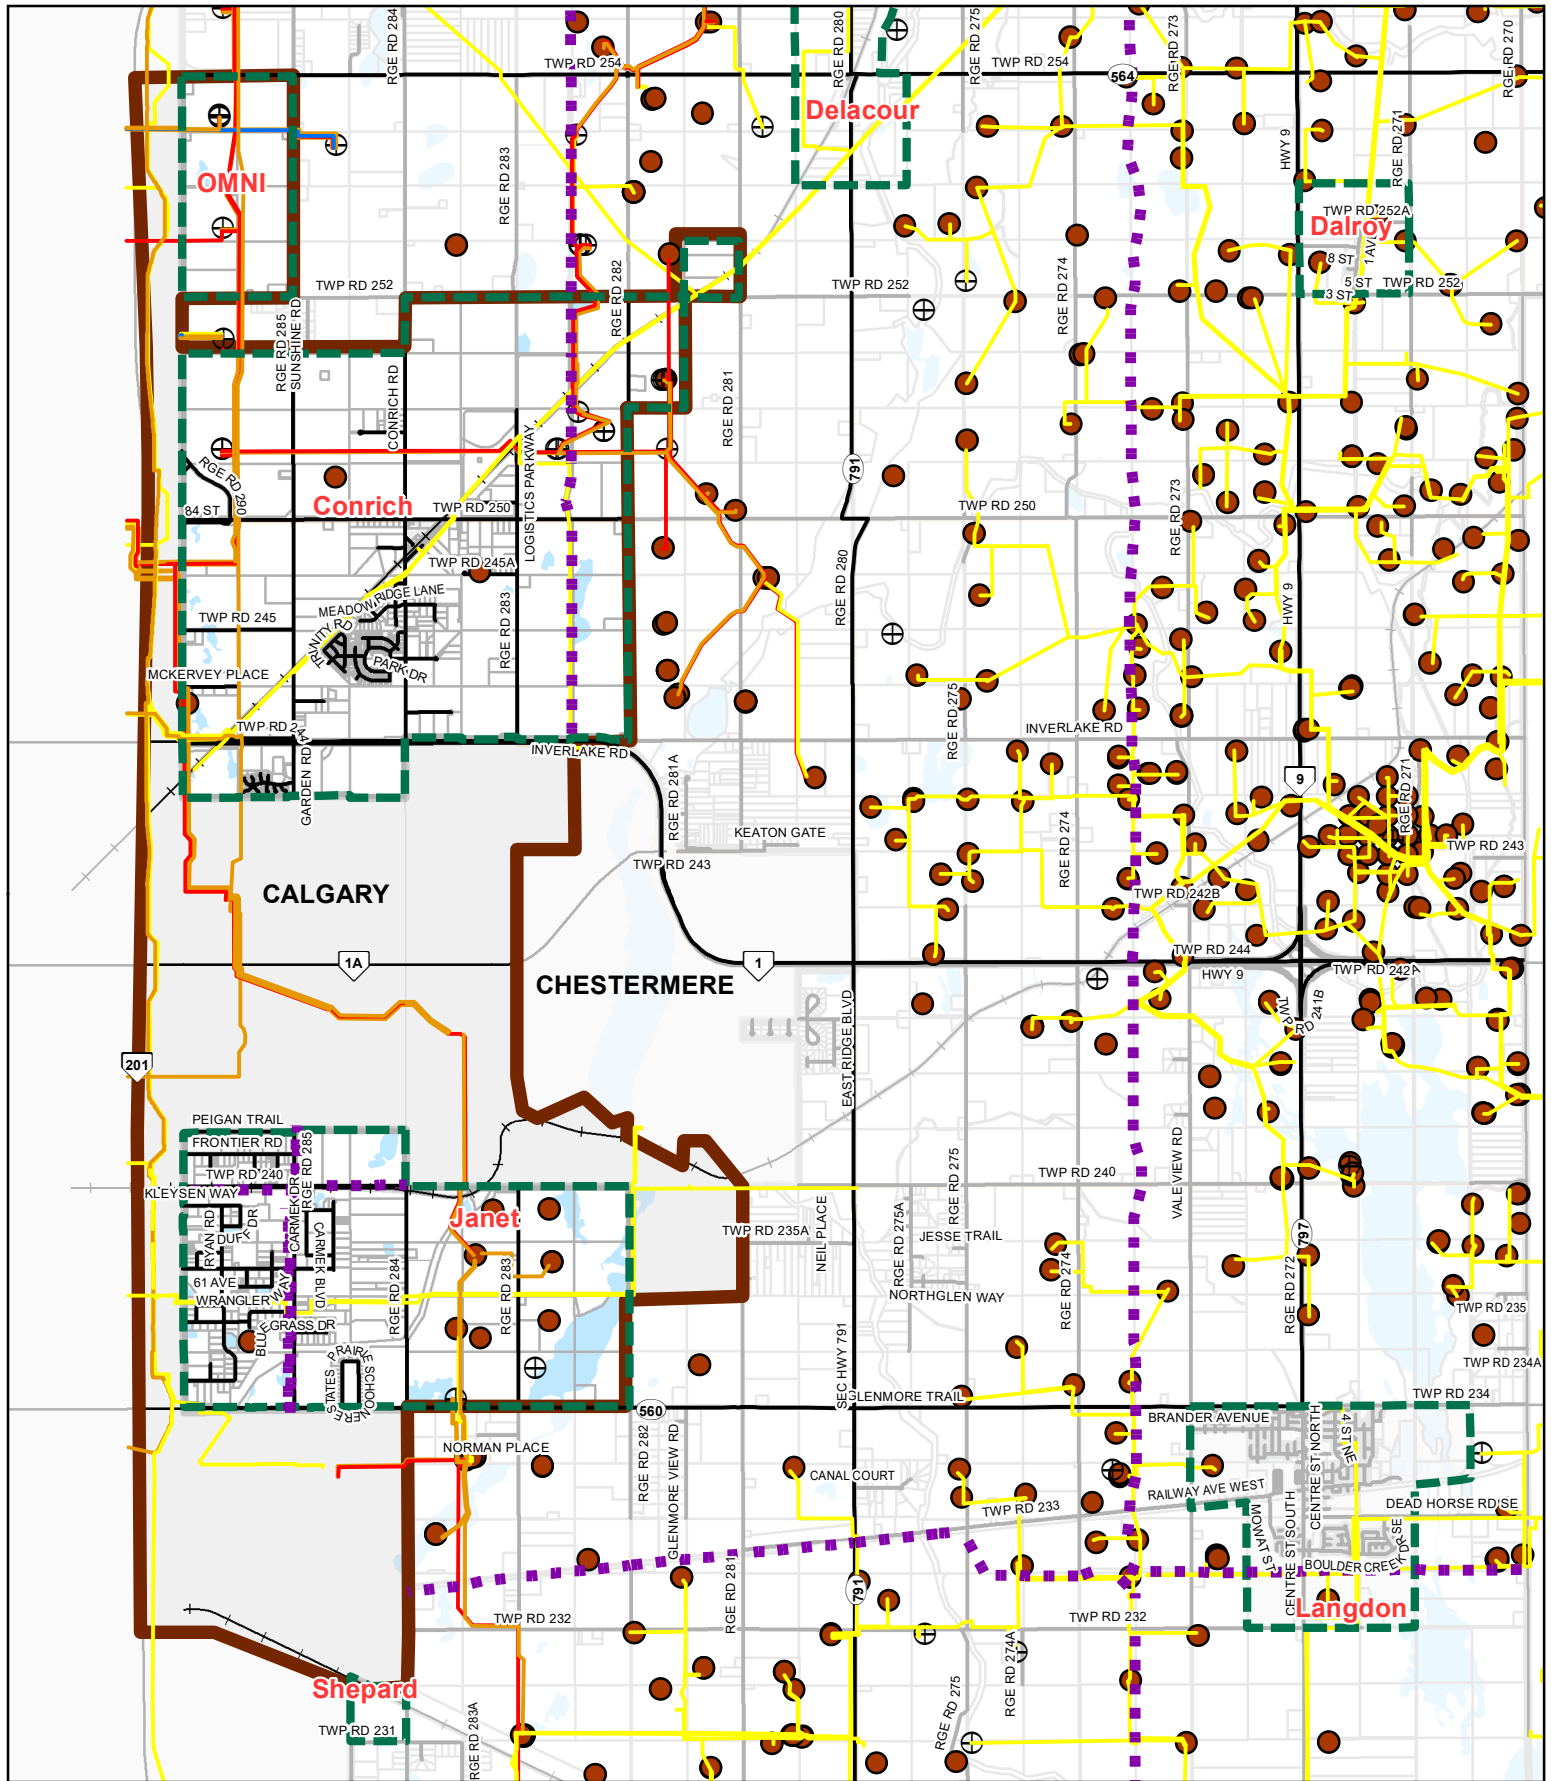 RGE RD 284
RGE RD 280
RGE RD 275
RGE RD 273
RGE RD 270
TWP RD 254
TWP RD 254
564
Delacour
RGE RD 283
HWY 9
RGE RD 271
OMNI
TWP RD 252A
Dalroy
1 AV
8 ST
5 ST
3 ST
TWP RD 252
TWP RD 252
TWP RD 252
RGE RD 282
RGE RD 274
RGE RD 285
SUNSHINE RD
CONRICH RD
RGE RD 281
LOGISTICS PARKWAY
791
RGE RD 290
84 ST
Conrich
TWP RD 250
TWP RD 250
RGE RD 273
TWP RD 245A
MEADOW RIDGE LANE
TWP RD 245
TRINITY RD
PARK DR
RGE RD 283
RGE RD 280
HWY 9
MCKERVEY PLACE
TWP RD 244
GARDEN RD
INVERLAKE RD
RGE RD 275
INVERLAKE RD
RGE RD 281A
9
RGE RD 271
KEATON GATE
TWP RD 243
RGE RD 274
TWP RD 243
CALGARY
TWP RD 242B
1A
1
TWP RD 244
HWY 9
TWP RD 242A
CHESTERMERE
EAST RIDGE BLVD
TWP RD 241B
201
PEIGAN TRAIL
FRONTIER RD
TWP RD 240
KLEYSEN WAY
CARMEK DR
RGE RD 285
TWP RD 240
VALE VIEW RD
RYAN RD
DUFF DR
CARMEK BLVD
Janet
TWP RD 235A
NEIL PLACE
RGE RD 275A
RGE RD 275
JESSE TRAIL
797
61 AVE
WRANGLER WAY
RGE RD 284
RGE RD 283
NORTHGLEN WAY
RGE RD 274
RGE RD 272
TWP RD 235
BLUEGRASS DR
PRAIRIE SCHOONER ESTATES
TWP RD 234A
SEC HWY 791
560
GLENMORE TRAIL
TWP RD 234
BRANDER AVENUE
4 ST NE
CENTRE ST NORTH
NORMAN PLACE
RGE RD 282
GLENMORE VIEW RD
CANAL COURT
RAILWAY AVE WEST
TWP RD 233
DEAD HORSE RD SE
MOWAT ST
CENTRE ST SOUTH
BOULDER CREEK DR SE
RGE RD 281
791
TWP RD 232
TWP RD 232
Langdon
RGE RD 274A
RGE RD 275
Shepard
TWP RD 231
RGE RD 283A